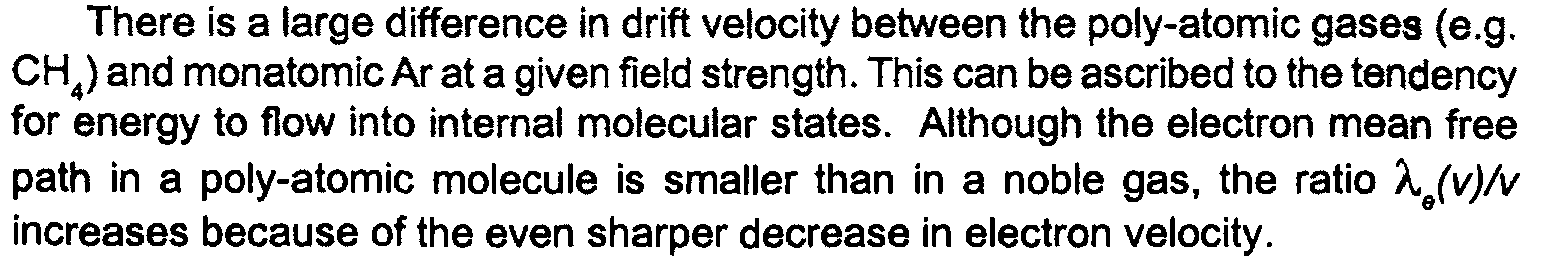 There is a large difference in drift velocity between the poly-atomic gases (e.g.
CH₄) and monatomic Ar at a given field strength. This can be ascribed to the tendency
for energy to flow into internal molecular states. Although the electron mean free
path in a poly-atomic molecule is smaller than in a noble gas, the ratio λₑ(v)/v
increases because of the even sharper decrease in electron velocity.